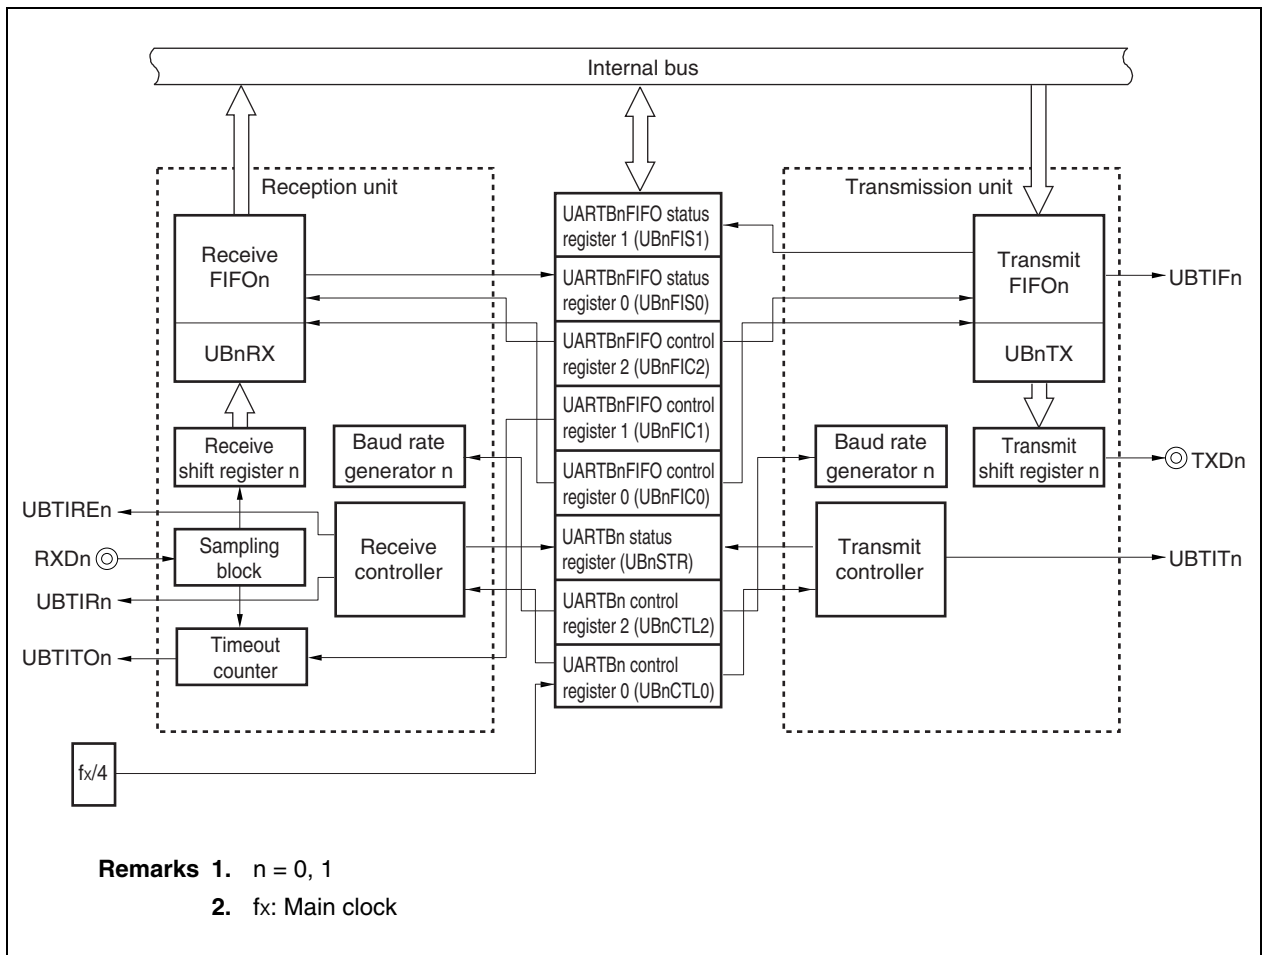 Internal bus
Reception unit
Transmission unit
Receive
FIFOn
UBnRX
Receive
shift register n
Baud rate
generator n
UBTIREn
RXDn
Sampling
block
Receive
controller
UBTIRn
UBTITOn
Timeout
counter
fx/4
UARTBnFIFO status
register 1 (UBnFIS1)
UARTBnFIFO status
register 0 (UBnFIS0)
UARTBnFIFO control
register 2 (UBnFIC2)
UARTBnFIFO control
register 1 (UBnFIC1)
UARTBnFIFO control
register 0 (UBnFIC0)
UARTBn status
register (UBnSTR)
UARTBn control
register 2 (UBnCTL2)
UARTBn control
register 0 (UBnCTL0)
Transmit
FIFOn
UBTIFn
UBnTX
Baud rate
generator n
Transmit
shift register n
TXDn
Transmit
controller
UBTITn
Remarks 1. n = 0, 1
2. fx: Main clock